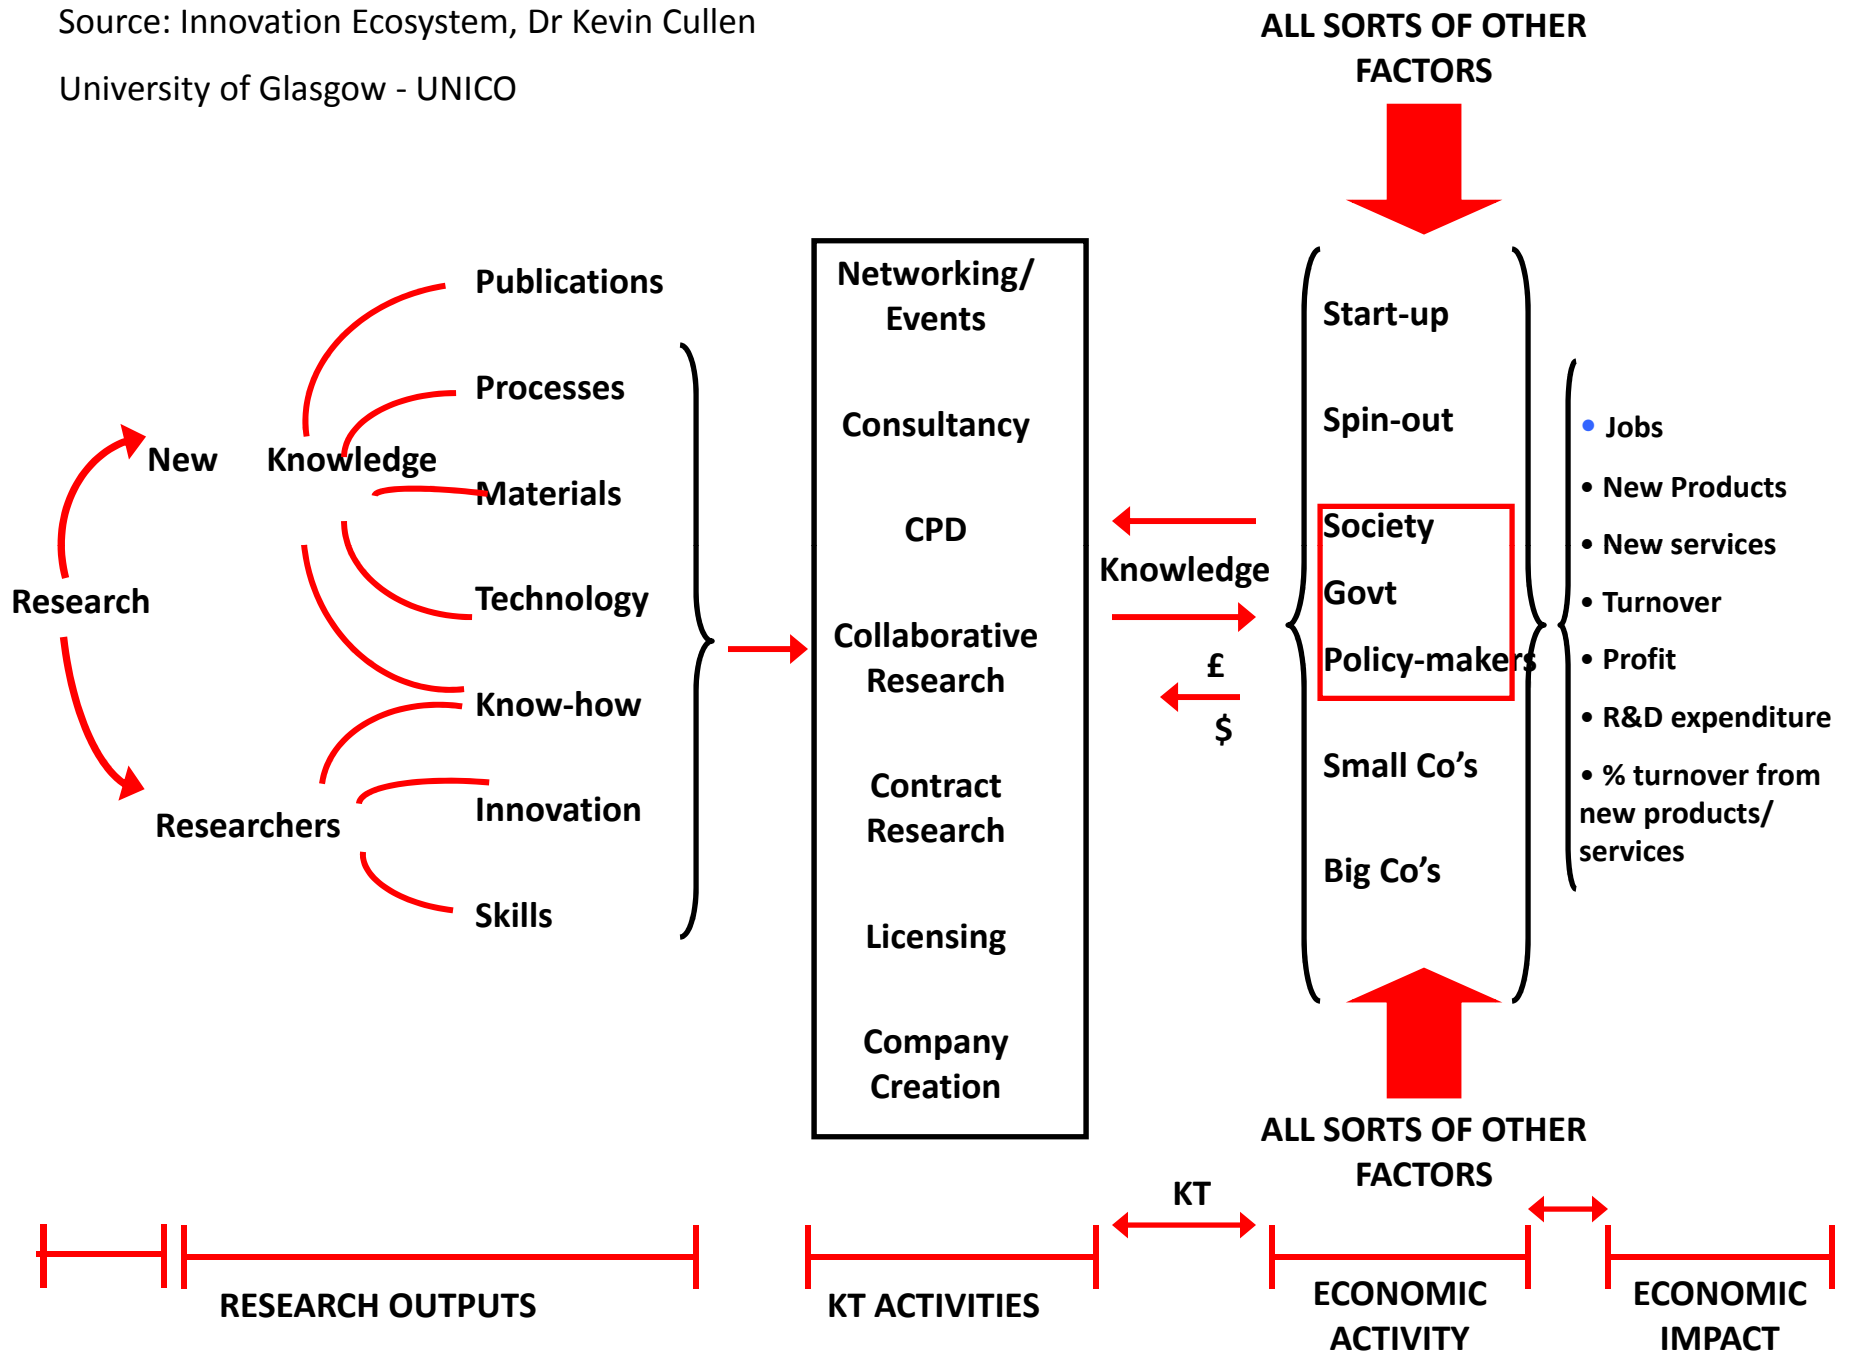 Source: Innovation Ecosystem, Dr Kevin Cullen
University of Glasgow - UNICO
ALL SORTS OF OTHER
FACTORS
Research
New Knowledge
Researchers
Publications
Processes
Materials
Technology
Know-how
Innovation
Skills
Networking/
Events
Consultancy
CPD
Collaborative
Research
Contract
Research
Licensing
Company
Creation
Knowledge
£
$
Start-up
Spin-out
Society
Govt
Policy-makers
Small Co’s
Big Co’s
• Jobs
• New Products
• New services
• Turnover
• Profit
• R&D expenditure
• % turnover from
new products/
services
ALL SORTS OF OTHER
FACTORS
KT
RESEARCH OUTPUTS
KT ACTIVITIES
ECONOMIC
ACTIVITY
ECONOMIC
IMPACT